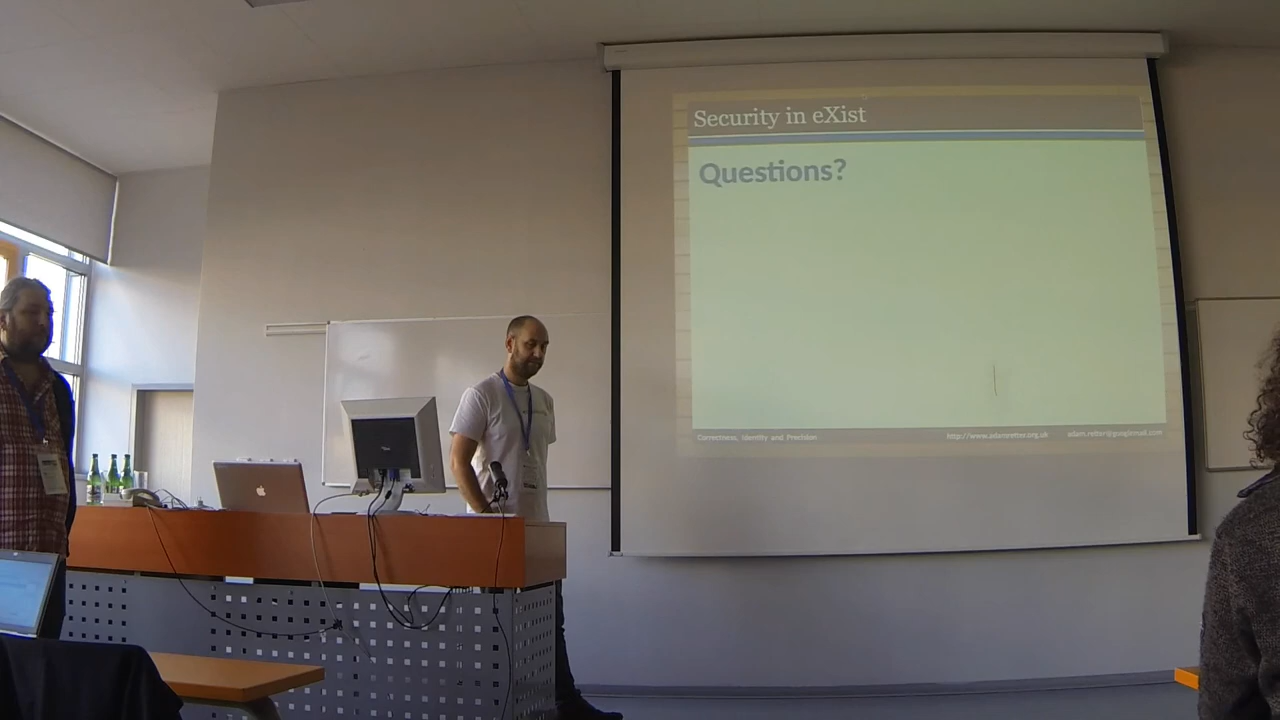 Security in eXist
Questions?
Correctness, Identity and Precision
http://www.adamretter.org.uk
adam.retter@googlemail.com